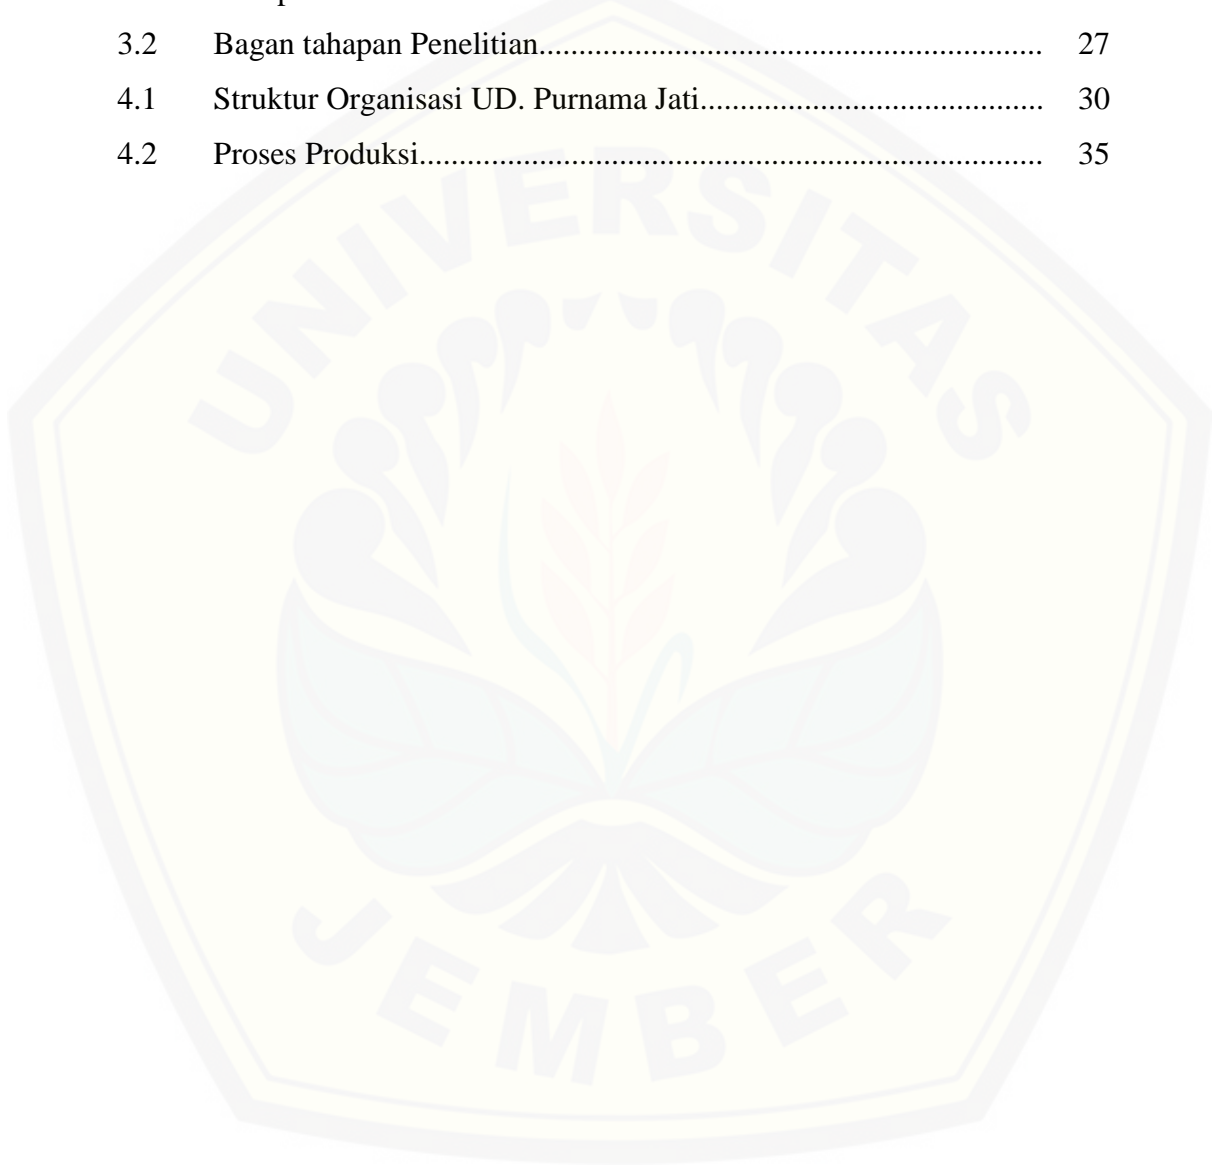 3.2 Bagan tahapan Penelitian................................................................ 27
4.1 Struktur Organisasi UD. Purnama Jati........................................... 30
4.2 Proses Produksi............................................................................... 35
UNIVERSITAS
JEMBER